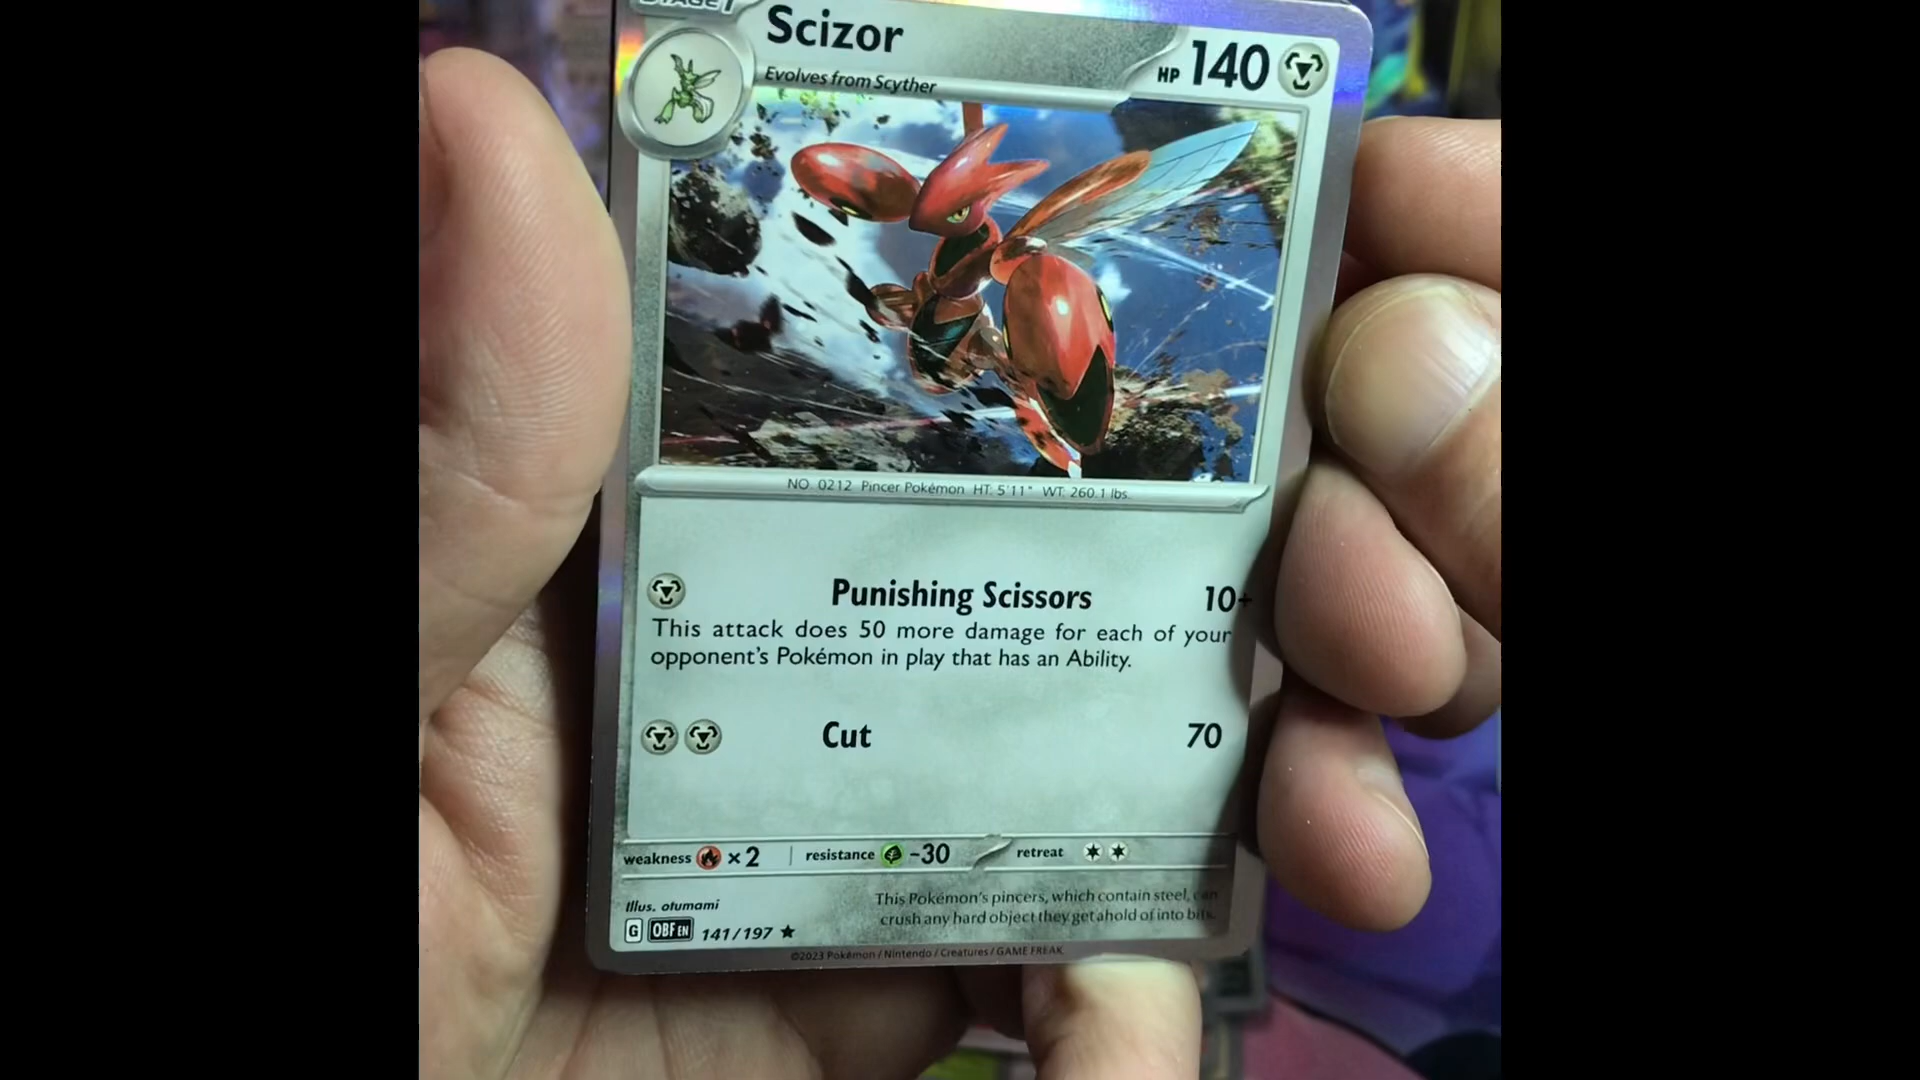 STAGE 1
Scizor
HP 140
Evolves from Scyther
NO. 0212 Pincer Pokémon HT: 5'11" WT: 260.1 lbs.
Punishing Scissors 10+
This attack does 50 more damage for each of your
opponent's Pokémon in play that has an Ability.
Cut 70
weakness ×2 resistance -30 retreat
Illus. otumami
This Pokémon's pincers, which contain steel, can
crush any hard object they get ahold of into bits.
G OBF EN 141/197
©2023 Pokémon / Nintendo / Creatures / GAME FREAK